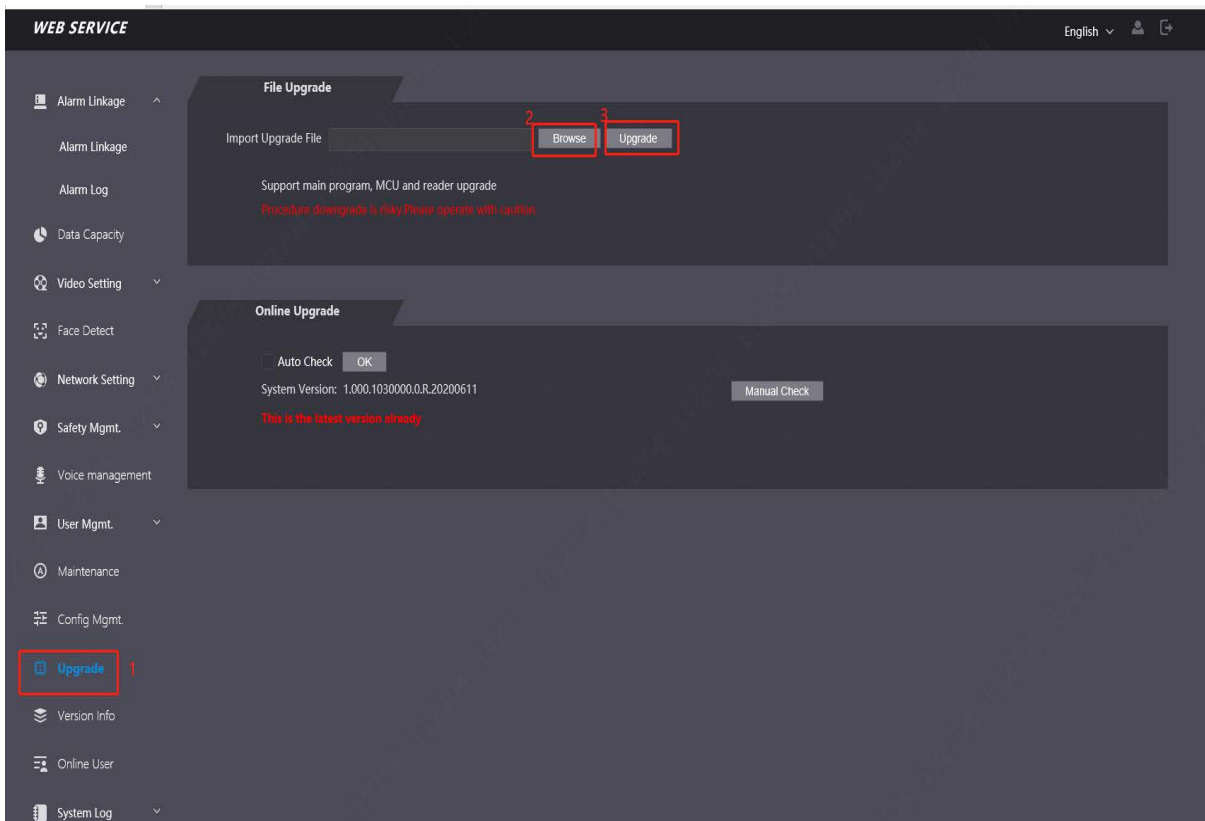 WEB SERVICE
English
Alarm Linkage
Alarm Linkage
Alarm Log
Data Capacity
Video Setting
Face Detect
Network Setting
Safety Mgmt.
Voice management
User Mgmt.
Maintenance
Config Mgmt.
Upgrade 1
Version Info
Online User
System Log
File Upgrade
2 3
Import Upgrade File Browse Upgrade
Support main program, MCU and reader upgrade
Procedure downgrade is risky.Please operate with caution
Online Upgrade
Auto Check OK
System Version: 1.000.1030000.0.R.20200611 Manual Check
This is the latest version already